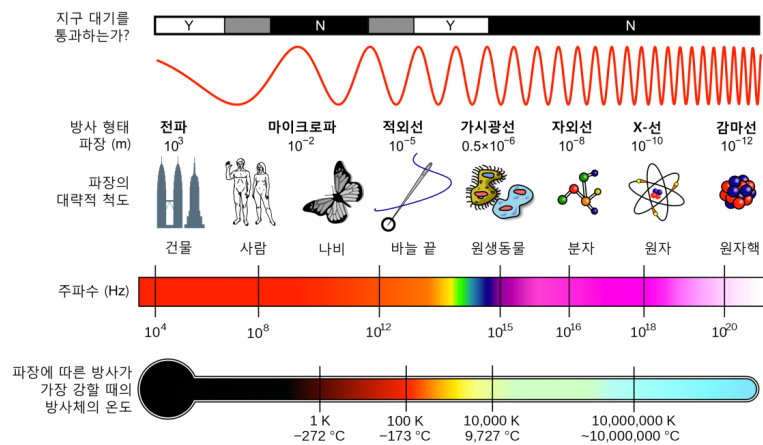 지구 대기를
통과하는가?
Y N Y N
방사 형태
파장 (m)
전파 마이크로파 적외선 가시광선 자외선 X-선 감마선
10³ 10⁻² 10⁻⁵ 0.5×10⁻⁶ 10⁻⁸ 10⁻¹⁰ 10⁻¹²
파장의
대략적 척도
건물 사람 나비 바늘 끝 원생동물 분자 원자 원자핵
주파수 (Hz)
10⁴ 10⁸ 10¹² 10¹⁵ 10¹⁶ 10¹⁸ 10²⁰
파장에 따른 방사가
가장 강할 때의
방사체의 온도
1 K 100 K 10,000 K 10,000,000 K
−272 °C −173 °C 9,727 °C ~10,000,000 °C